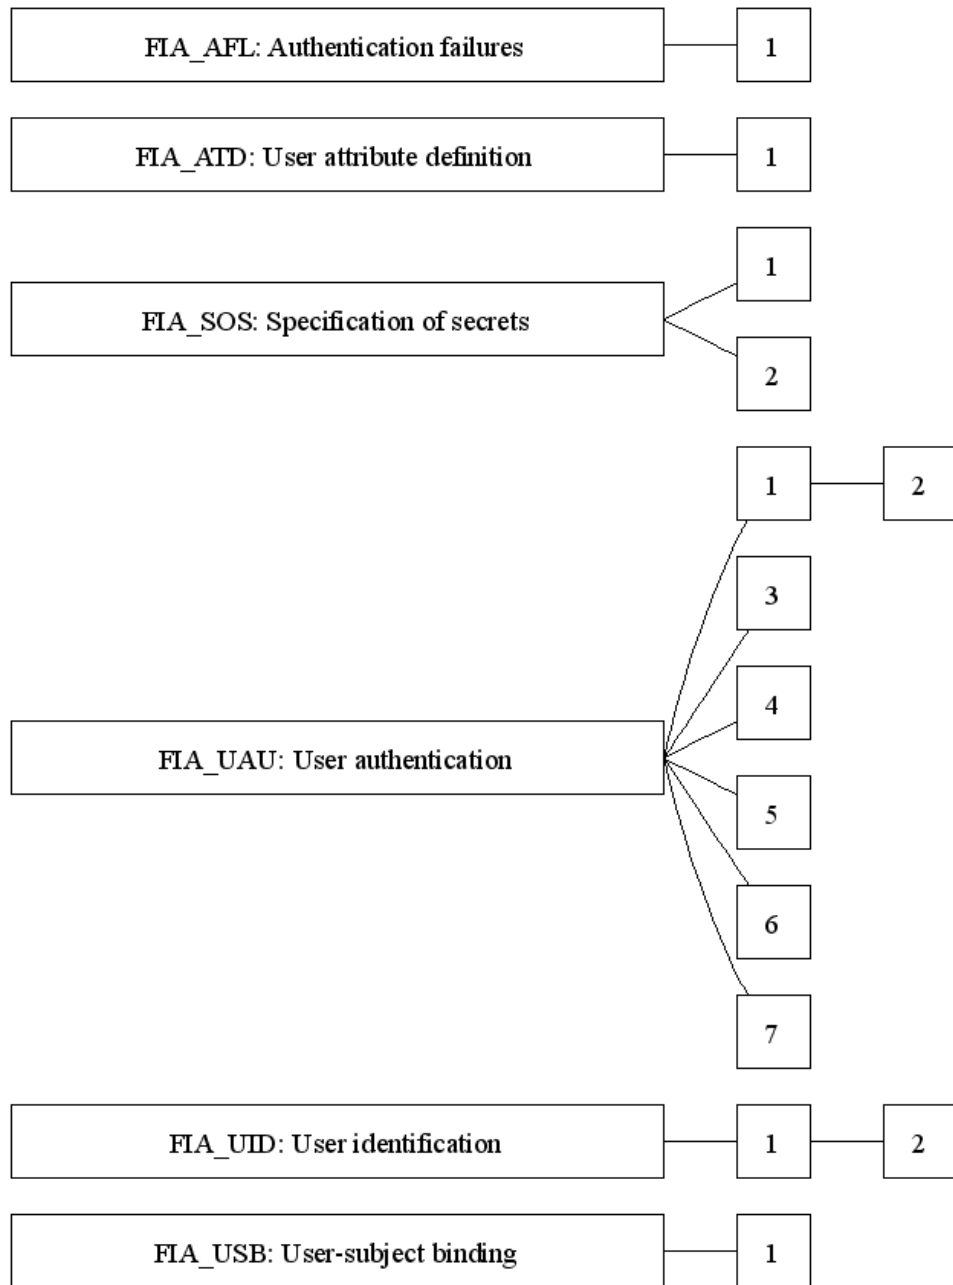 FIA_AFL: Authentication failures 1
FIA_ATD: User attribute definition 1
1
FIA_SOS: Specification of secrets
2
1 2
3
4
FIA_UAU: User authentication
5
6
7
FIA_UID: User identification 1 2
FIA_USB: User-subject binding 1